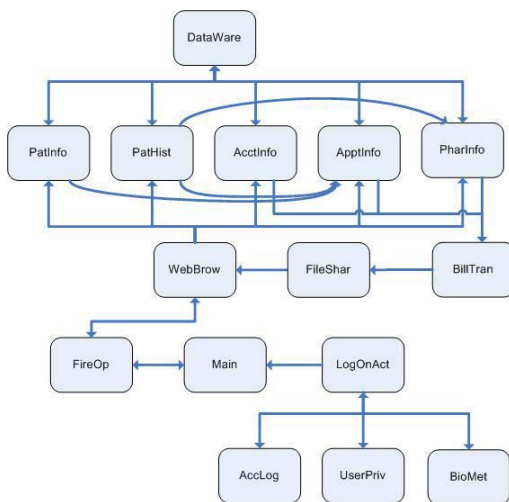 DataWare
PatInfo
PatHist
AcctInfo
ApptInfo
PharInfo
WebBrow
FileShar
BillTran
FireOp
Main
LogOnAct
AccLog
UserPriv
BioMet